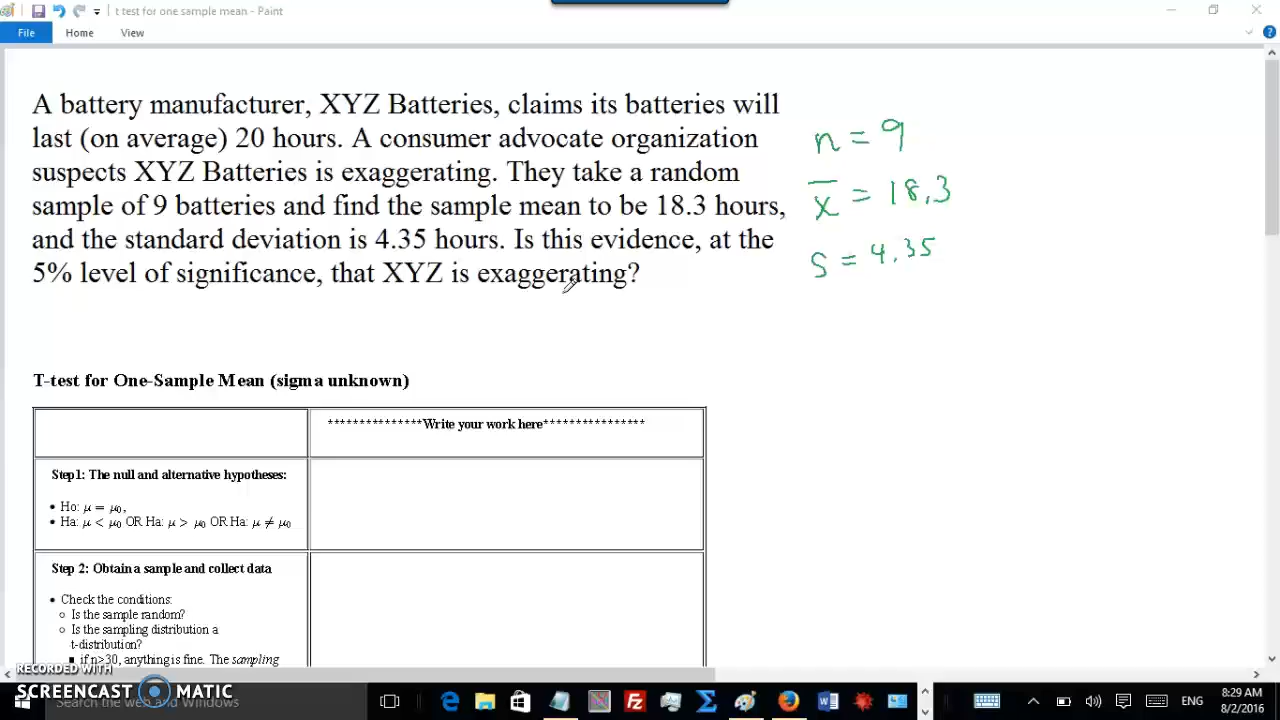 t test for one sample mean - Paint
File Home View
A battery manufacturer, XYZ Batteries, claims its batteries will
last (on average) 20 hours. A consumer advocate organization
suspects XYZ Batteries is exaggerating. They take a random
sample of 9 batteries and find the sample mean to be 18.3 hours,
and the standard deviation is 4.35 hours. Is this evidence, at the
5% level of significance, that XYZ is exaggerating?
n = 9
x̄ = 18.3
S = 4.35
T-test for One-Sample Mean (sigma unknown)
***************Write your work here****************
Step1: The null and alternative hypotheses:
• Ho: μ = μ₀,
• Ha: μ < μ₀ OR Ha: μ > μ₀ OR Ha: μ ≠ μ₀
Step 2: Obtain a sample and collect data
• Check the conditions:
○ Is the sample random?
○ Is the sampling distribution a
t-distribution?
■ if n>30, anything is fine. The sampling
RECORDED WITH
SCREENCAST MATIC
Search the web and Windows
ENG
8:29 AM
8/2/2016